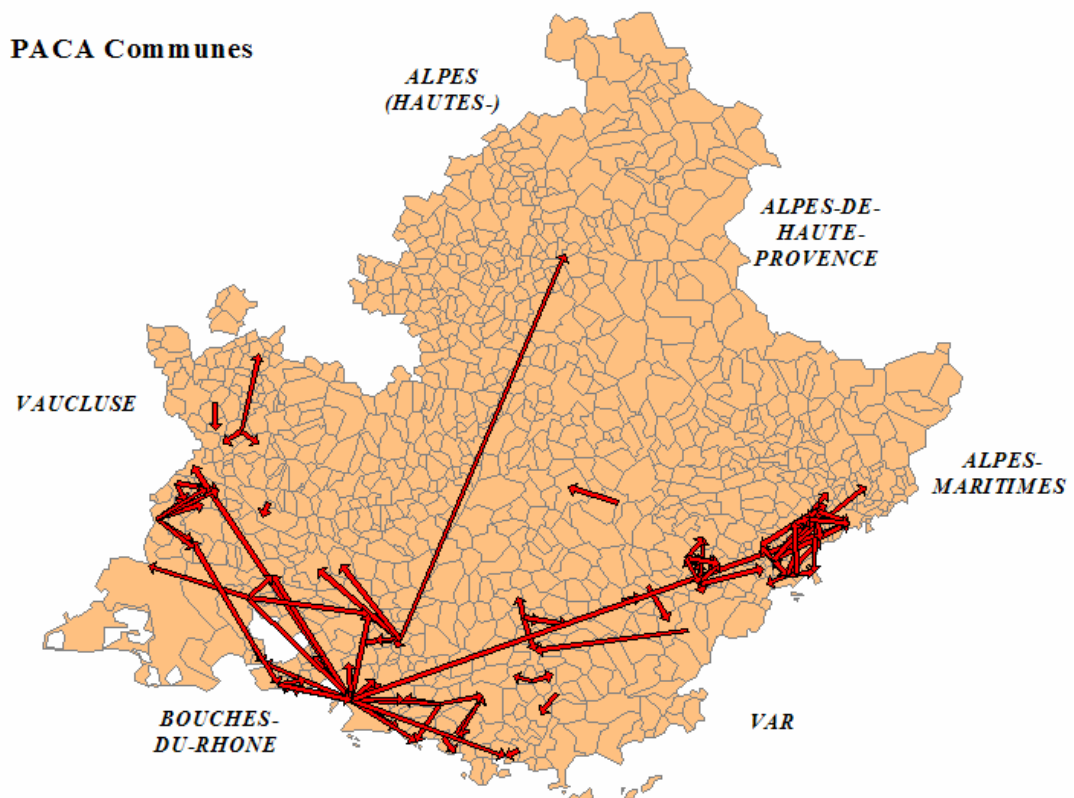 PACA Communes
ALPES
(HAUTES-)
ALPES-DE-
HAUTE-
PROVENCE
VAUCLUSE
ALPES-
MARITIMES
BOUCHES-
DU-RHONE
VAR